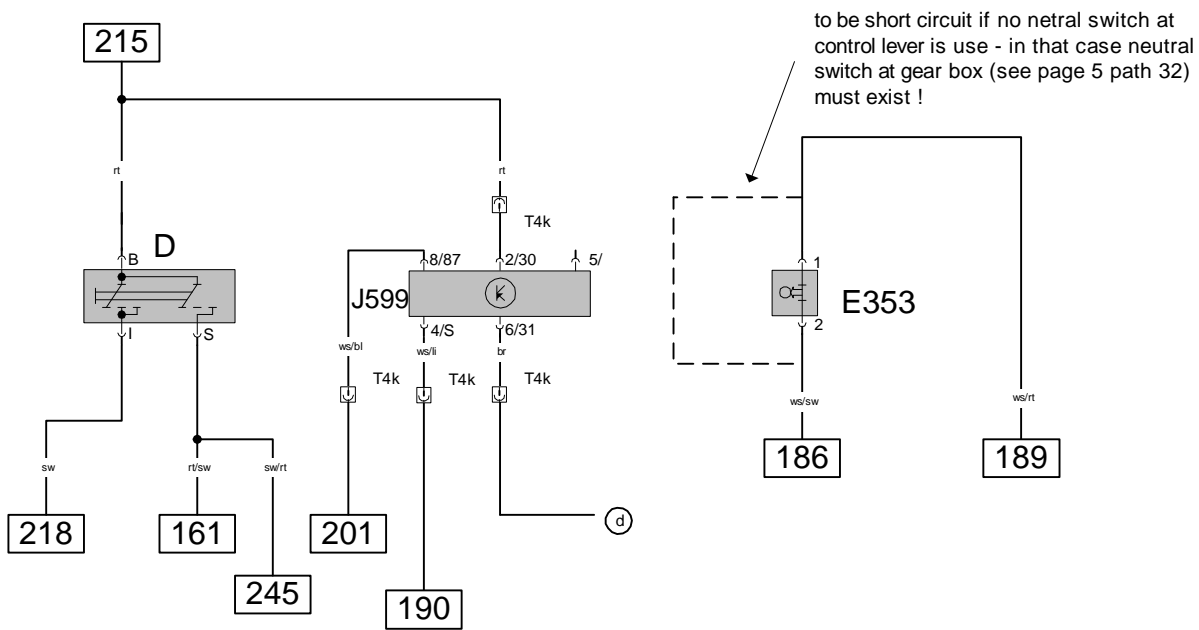 to be short circuit if no netral switch at
control lever is use - in that case neutral
switch at gear box (see page 5 path 32)
must exist !
215
rt
rt
T4k
B
D
8/87
2/30
5/
1
J599
E353
I
S
4/S
6/31
2
ws/bl
ws/li
br
T4k
T4k
T4k
ws/sw
ws/rt
186
189
sw
rt/sw
sw/rt
218
161
201
d
245
190